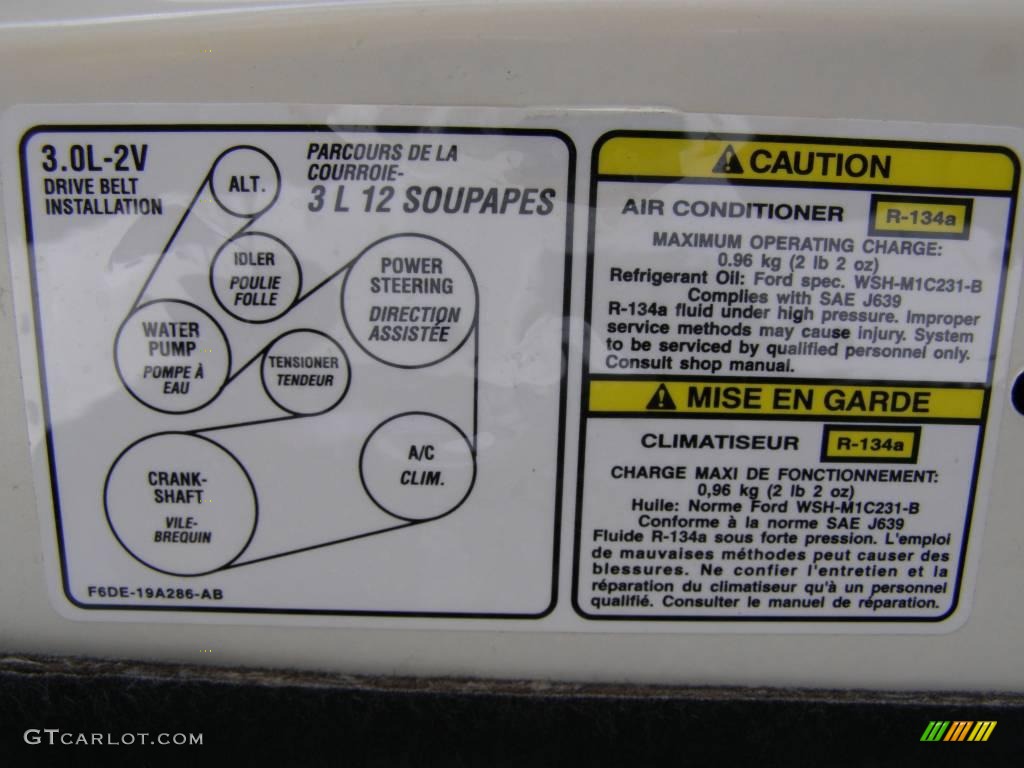 3.0L-2V
DRIVE BELT
INSTALLATION
PARCOURS DE LA
COURROIE-
3 L 12 SOUPAPES
ALT.
IDLER
POULIE
FOLLE
POWER
STEERING
DIRECTION
ASSISTÉE
WATER
PUMP
POMPE À
EAU
TENSIONER
TENDEUR
A/C
CLIM.
CRANK-
SHAFT
VILE-
BREQUIN
F6DE-19A286-AB
CAUTION
AIR CONDITIONER R-134a
MAXIMUM OPERATING CHARGE:
0.96 kg (2 lb 2 oz)
Refrigerant Oil: Ford spec. WSH-M1C231-B
Complies with SAE J639
R-134a fluid under high pressure. Improper
service methods may cause injury. System
to be serviced by qualified personnel only.
Consult shop manual.
MISE EN GARDE
CLIMATISEUR R-134a
CHARGE MAXI DE FONCTIONNEMENT:
0,96 kg (2 lb 2 oz)
Huile: Norme Ford WSH-M1C231-B
Conforme à la norme SAE J639
Fluide R-134a sous forte pression. L'emploi
de mauvaises méthodes peut causer des
blessures. Ne confier l'entretien et la
réparation du climatiseur qu'à un personnel
qualifié. Consulter le manuel de réparation.
GTCARLOT.COM